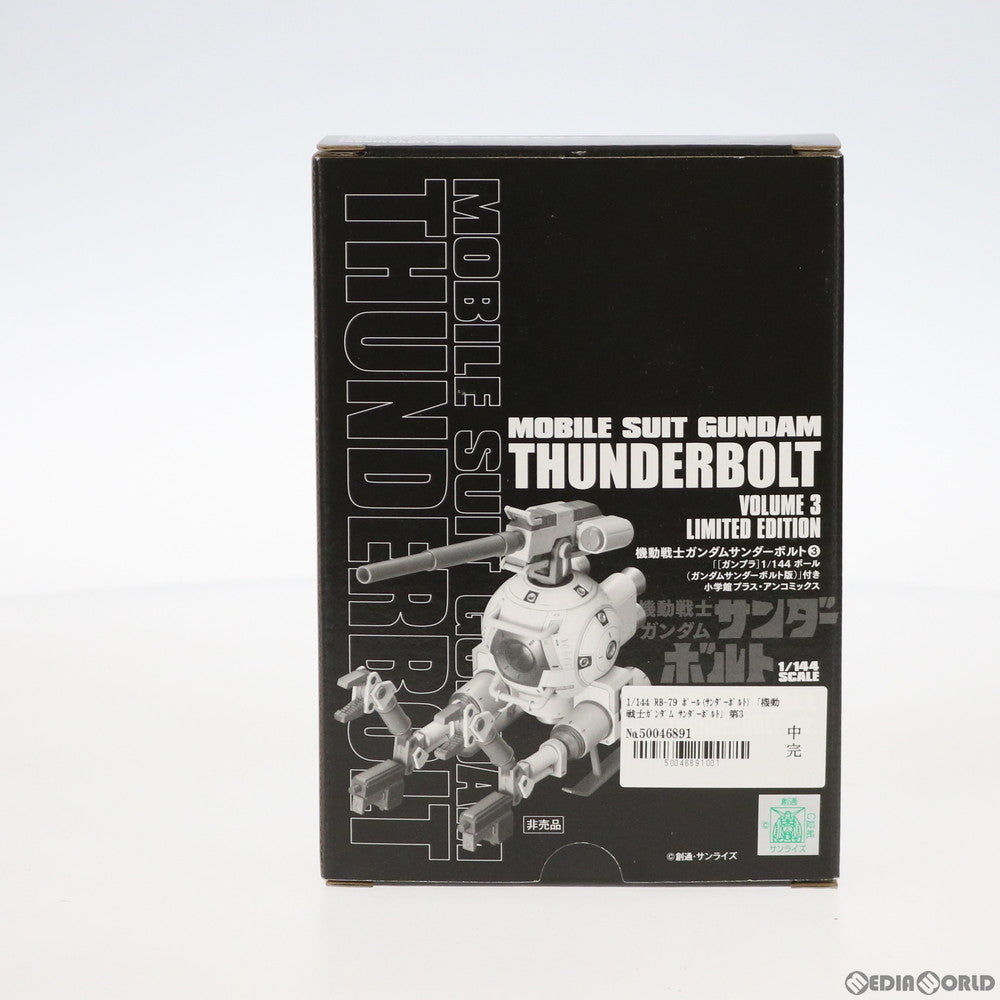 MOBILE SUIT GUNDAM
THUNDERBOLT
MOBILE SUIT GUNDAM
THUNDERBOLT
VOLUME 3
LIMITED EDITION
機動戦士ガンダムサンダーボルト❸
「[ガンプラ]1/144 ボール
(ガンダムサンダーボルト版)」付き
小学館プラス・アンコミックス
機動戦士
ガンダム
サンダー
ボルト
1/144
SCALE
1/144 RB-79 ボール(サンダーボルト) 「機動
戦士ガンダム サンダーボルト」 第3
№50046891
50046891001
中
完
非売品
©創通・サンライズ
創通
©
サンライズ
MEDIAWORLD